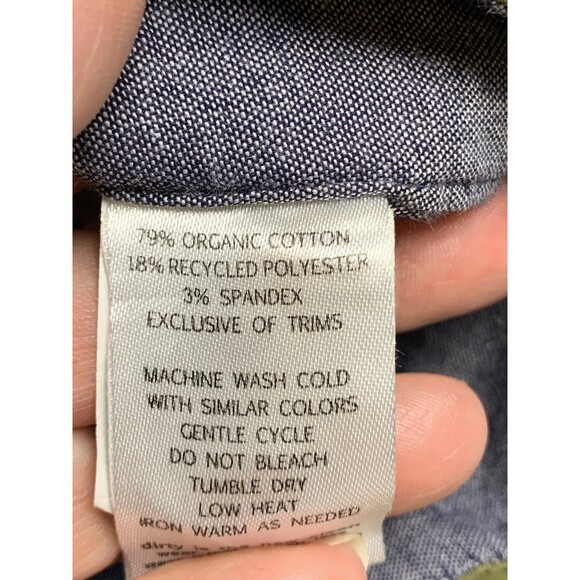 79% ORGANIC COTTON
18% RECYCLED POLYESTER
3% SPANDEX
EXCLUSIVE OF TRIMS
MACHINE WASH COLD
WITH SIMILAR COLORS
GENTLE CYCLE
DO NOT BLEACH
TUMBLE DRY
LOW HEAT
IRON WARM AS NEEDED